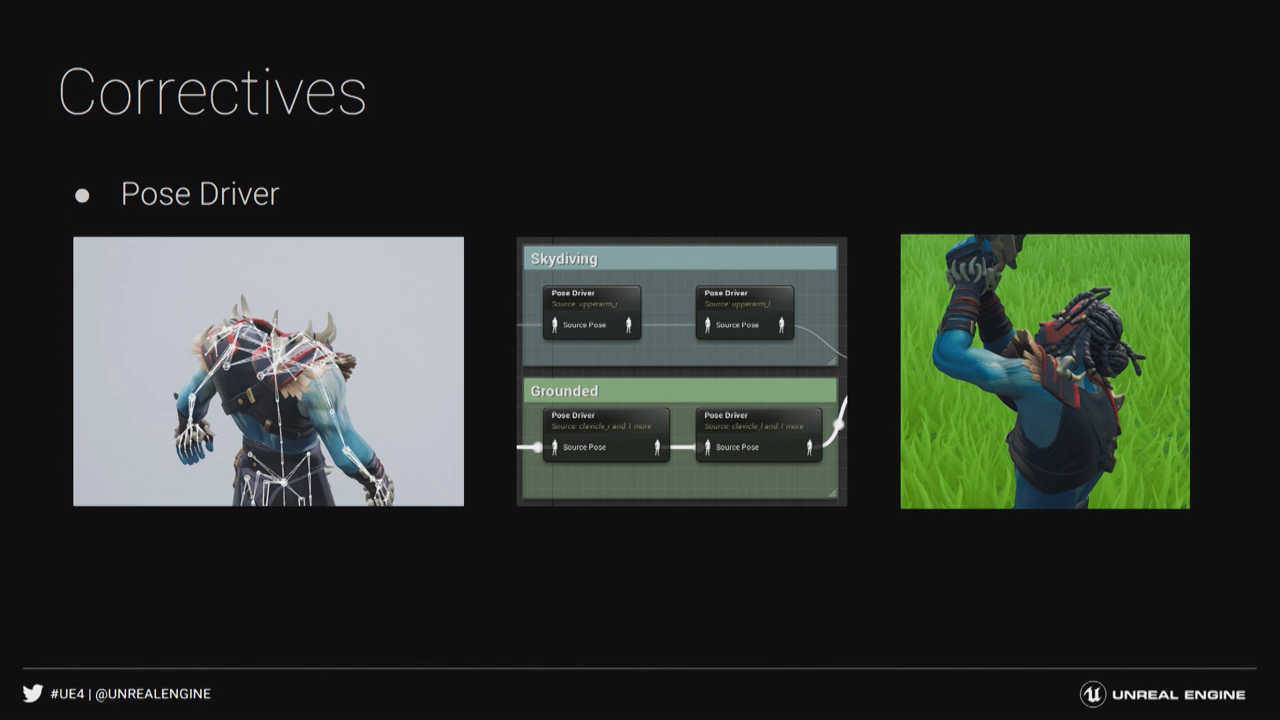 Correctives
● Pose Driver
Skydiving
Pose Driver
Source: upperarm_r
Source Pose
Pose Driver
Source: upperarm_l
Source Pose
Grounded
Pose Driver
Source: clavicle_r and 1 more
Source Pose
Pose Driver
Source: clavicle_l and 1 more
Source Pose
#UE4 | @UNREALENGINE
UNREAL ENGINE